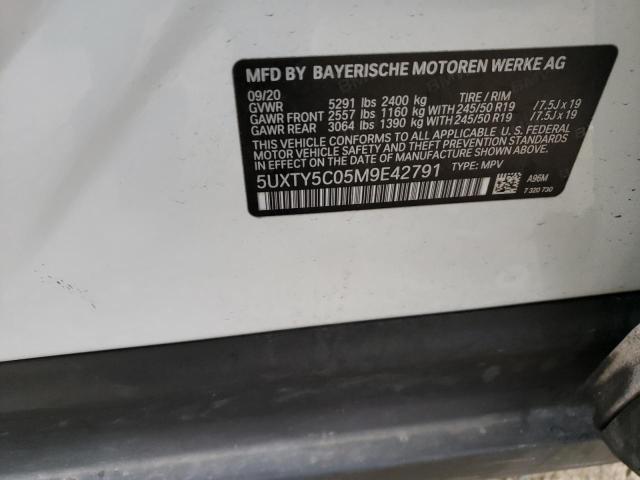 MFD BY BAYERISCHE MOTOREN WERKE AG
09/20 TIRE / RIM
GVWR 5291 lbs 2400 kg
GAWR FRONT 2557 lbs 1160 kg WITH 245/50 R19 /7.5J x 19
GAWR REAR 3064 lbs 1390 kg WITH 245/50 R19 /7.5J x 19
THIS VEHICLE CONFORMS TO ALL APPLICABLE U.S. FEDERAL
MOTOR VEHICLE SAFETY, BUMPER, AND THEFT PREVENTION STANDARDS
IN EFFECT ON THE DATE OF MANUFACTURE SHOWN ABOVE.
5UXTY5C05M9E42791 TYPE: MPV
A96M
7 320 730